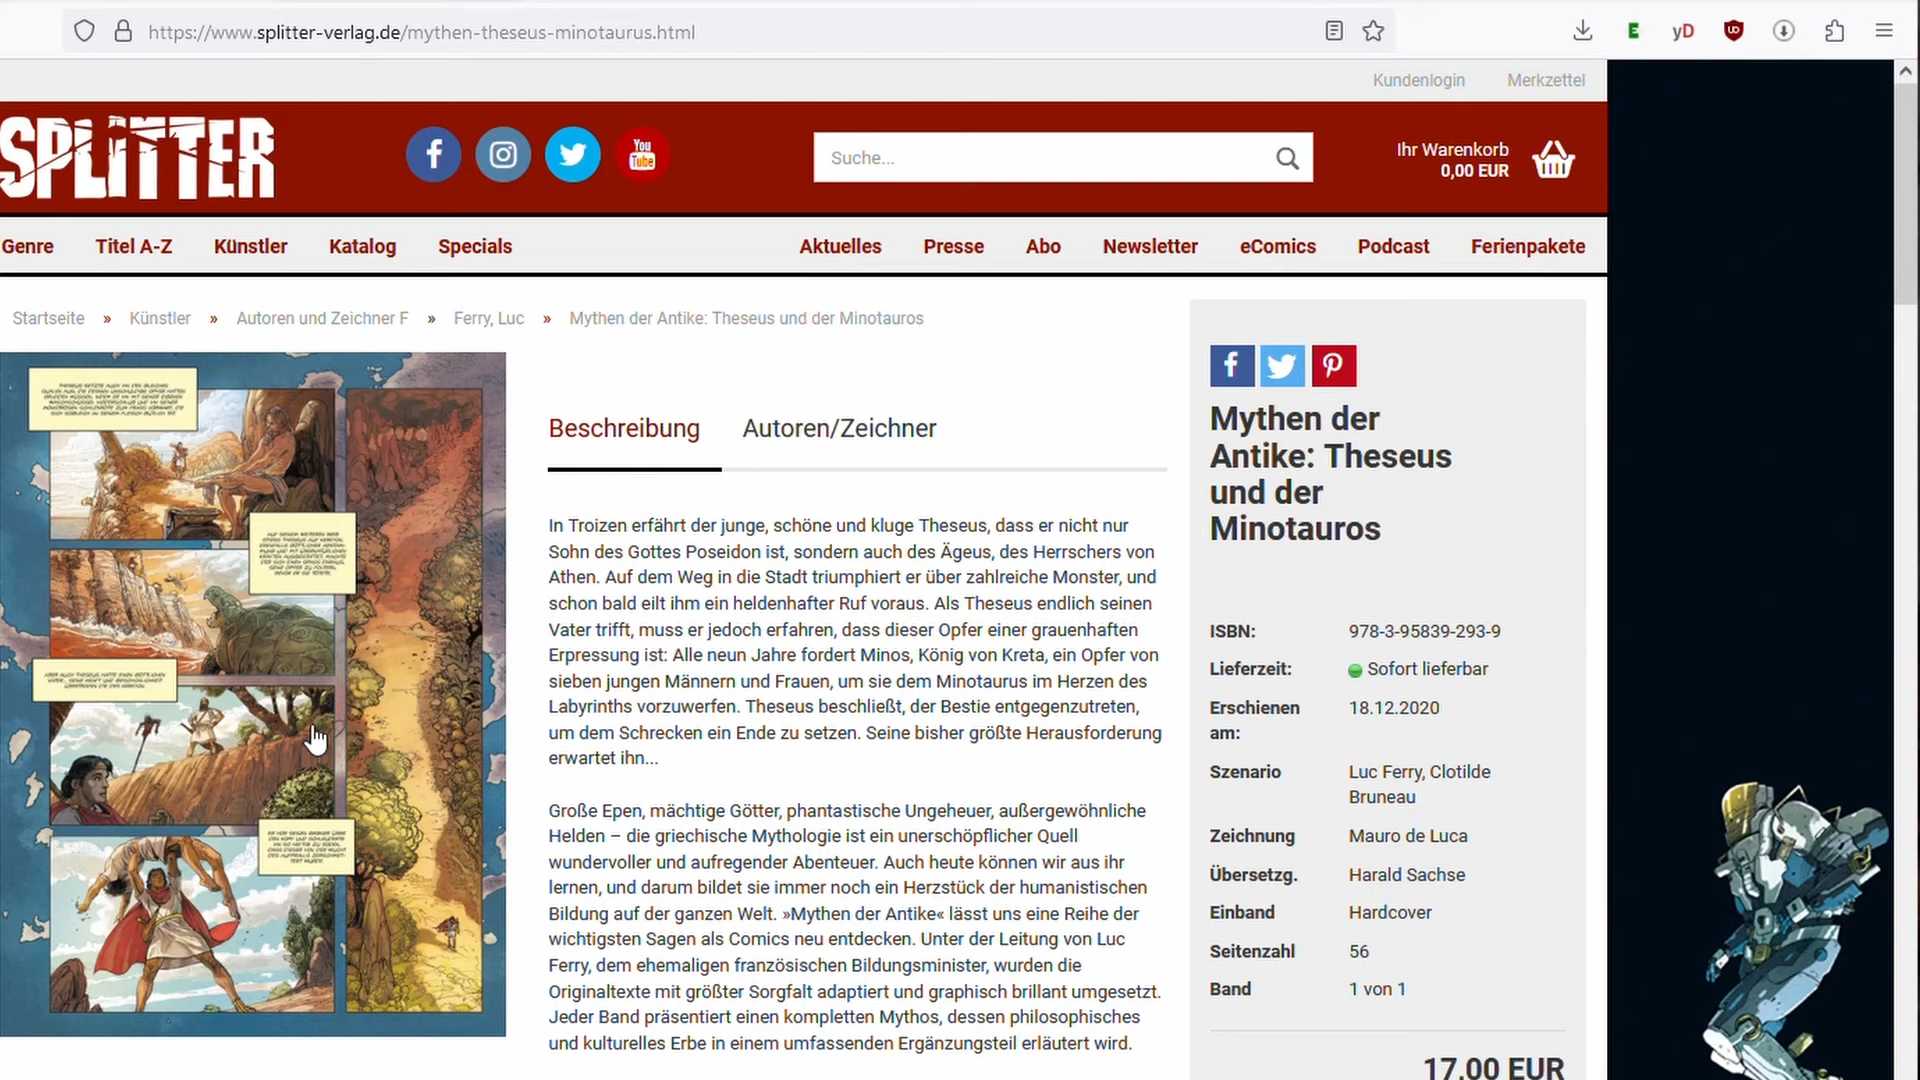 https://www.splitter-verlag.de/mythen-theseus-minotaurus.html
E
yD
Kundenlogin Merkzettel
SPLITTER
You
Tube
Suche...
Ihr Warenkorb
0,00 EUR
Genre Titel A-Z Künstler Katalog Specials Aktuelles Presse Abo Newsletter eComics Podcast Ferienpakete
Startseite » Künstler » Autoren und Zeichner F » Ferry, Luc » Mythen der Antike: Theseus und der Minotauros
Beschreibung Autoren/Zeichner
In Troizen erfährt der junge, schöne und kluge Theseus, dass er nicht nur
Sohn des Gottes Poseidon ist, sondern auch des Ägeus, des Herrschers von
Athen. Auf dem Weg in die Stadt triumphiert er über zahlreiche Monster, und
schon bald eilt ihm ein heldenhafter Ruf voraus. Als Theseus endlich seinen
Vater trifft, muss er jedoch erfahren, dass dieser Opfer einer grauenhaften
Erpressung ist: Alle neun Jahre fordert Minos, König von Kreta, ein Opfer von
sieben jungen Männern und Frauen, um sie dem Minotaurus im Herzen des
Labyrinths vorzuwerfen. Theseus beschließt, der Bestie entgegenzutreten,
um dem Schrecken ein Ende zu setzen. Seine bisher größte Herausforderung
erwartet ihn...
Große Epen, mächtige Götter, phantastische Ungeheuer, außergewöhnliche
Helden – die griechische Mythologie ist ein unerschöpflicher Quell
wundervoller und aufregender Abenteuer. Auch heute können wir aus ihr
lernen, und darum bildet sie immer noch ein Herzstück der humanistischen
Bildung auf der ganzen Welt. »Mythen der Antike« lässt uns eine Reihe der
wichtigsten Sagen als Comics neu entdecken. Unter der Leitung von Luc
Ferry, dem ehemaligen französischen Bildungsminister, wurden die
Originaltexte mit größter Sorgfalt adaptiert und graphisch brillant umgesetzt.
Jeder Band präsentiert einen kompletten Mythos, dessen philosophisches
und kulturelles Erbe in einem umfassenden Ergänzungsteil erläutert wird.
Mythen der
Antike: Theseus
und der
Minotauros
ISBN: 978-3-95839-293-9
Lieferzeit: Sofort lieferbar
Erschienen 18.12.2020
am:
Szenario Luc Ferry, Clotilde
Bruneau
Zeichnung Mauro de Luca
Übersetzg. Harald Sachse
Einband Hardcover
Seitenzahl 56
Band 1 von 1
17,00 EUR